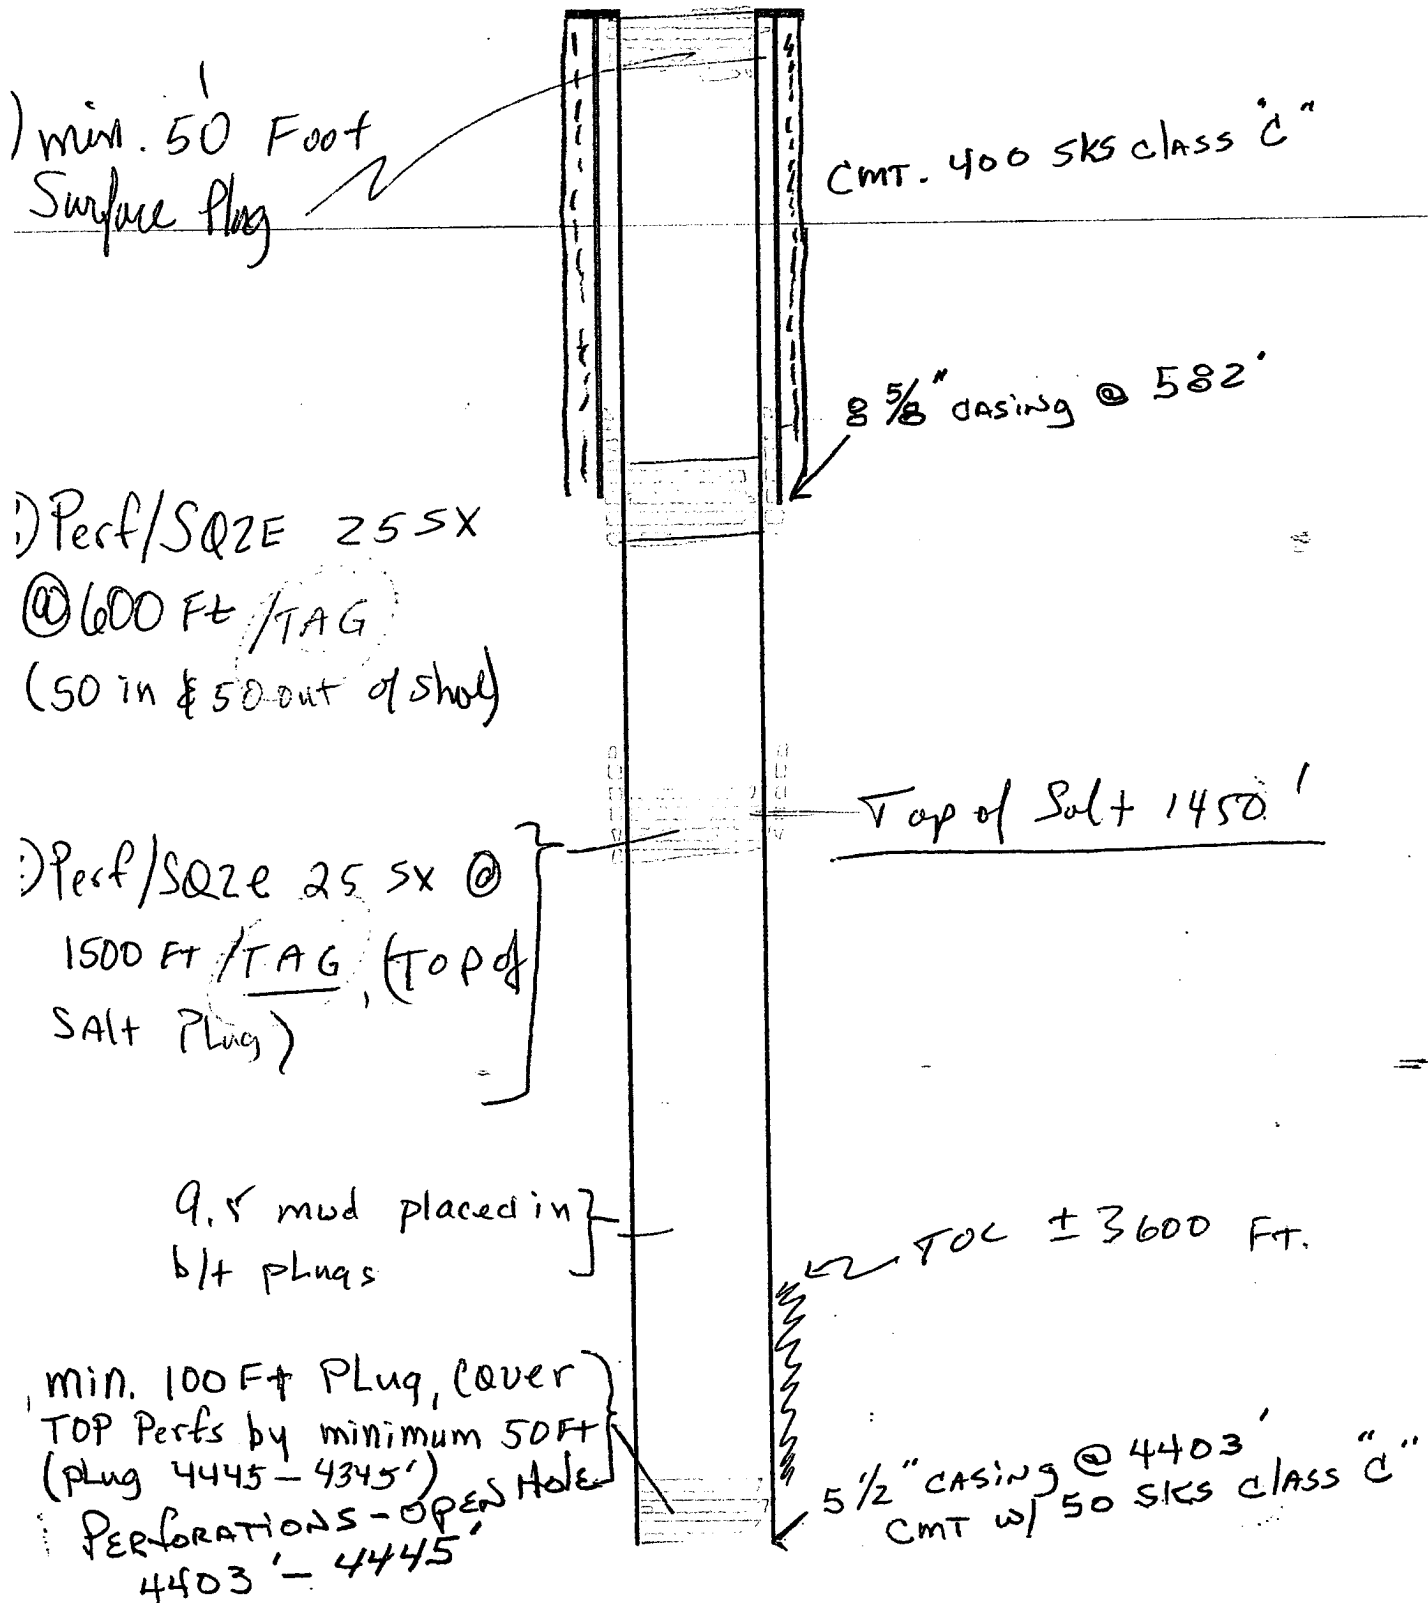 ) min. 50' Foot
Surface Plug
CMT. 400 SKS CLASS "C"
8 5/8" CASING @ 582'
:) Perf/SQZE 25 SX
@ 600 Ft /TAG
(50 in & 50 out of shoe)
Top of Salt 1450'
:) Perf/SQZe 25 SX @
1500 Ft /TAG, (TOP of
SAlt PLug)
9.5 mud placed in
b/t pLugs
TOC ± 3600 FT.
min. 100 Ft PLug, Cover
TOP Perfs by minimum 50 Ft
(pLug 4445 - 4345')
PERforATIONS - OPEN Hole
4403' - 4445'
5 1/2" CASING @ 4403'
CMT w/ 50 SKS CLASS "C"